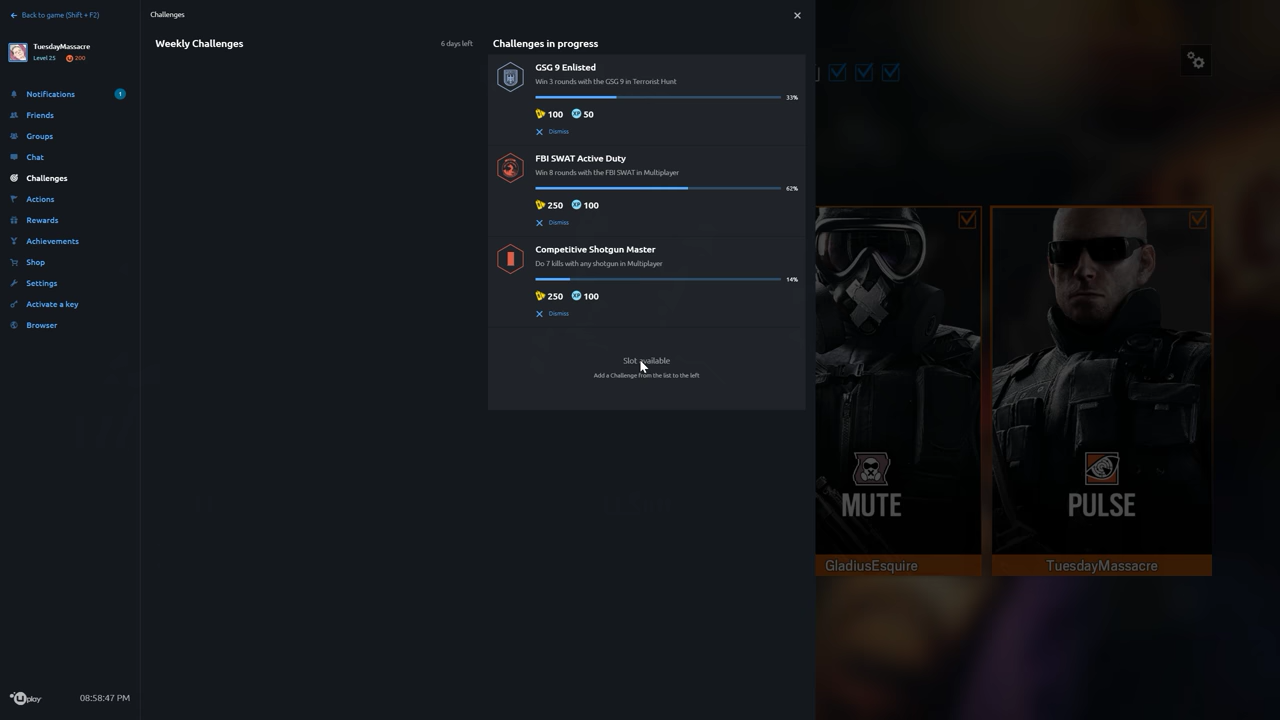 Back to game (Shift + F2)
TuesdayMassacre
Level 25 200
Notifications 1
Friends
Groups
Chat
Challenges
Actions
Rewards
Achievements
Shop
Settings
Activate a key
Browser
uplay 08:58:47 PM
Challenges
Weekly Challenges 6 days left
Challenges in progress
GSG 9 Enlisted
Win 3 rounds with the GSG 9 in Terrorist Hunt
33%
100 XP 50
Dismiss
FBI SWAT Active Duty
Win 8 rounds with the FBI SWAT in Multiplayer
62%
250 XP 100
Dismiss
Competitive Shotgun Master
Do 7 kills with any shotgun in Multiplayer
14%
250 XP 100
Dismiss
Slot available
Add a Challenge from the list to the left
MUTE
GladiusEsquire
PULSE
TuesdayMassacre